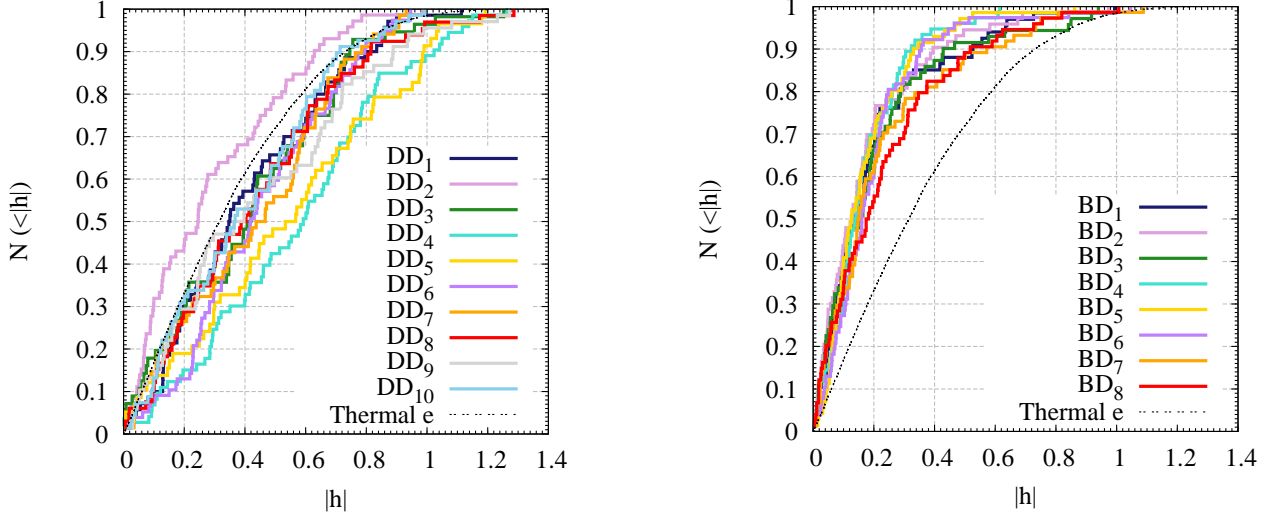 1
0.9
0.8
0.7
0.6
0.5
0.4
0.3
0.2
0.1
0
N (<|h|)
DD1
DD2
DD3
DD4
DD5
DD6
DD7
DD8
DD9
DD10
Thermal e
0 0.2 0.4 0.6 0.8 1 1.2 1.4
|h|
1
0.9
0.8
0.7
0.6
0.5
0.4
0.3
0.2
0.1
0
N (<|h|)
BD1
BD2
BD3
BD4
BD5
BD6
BD7
BD8
Thermal e
0 0.2 0.4 0.6 0.8 1 1.2 1.4
|h|